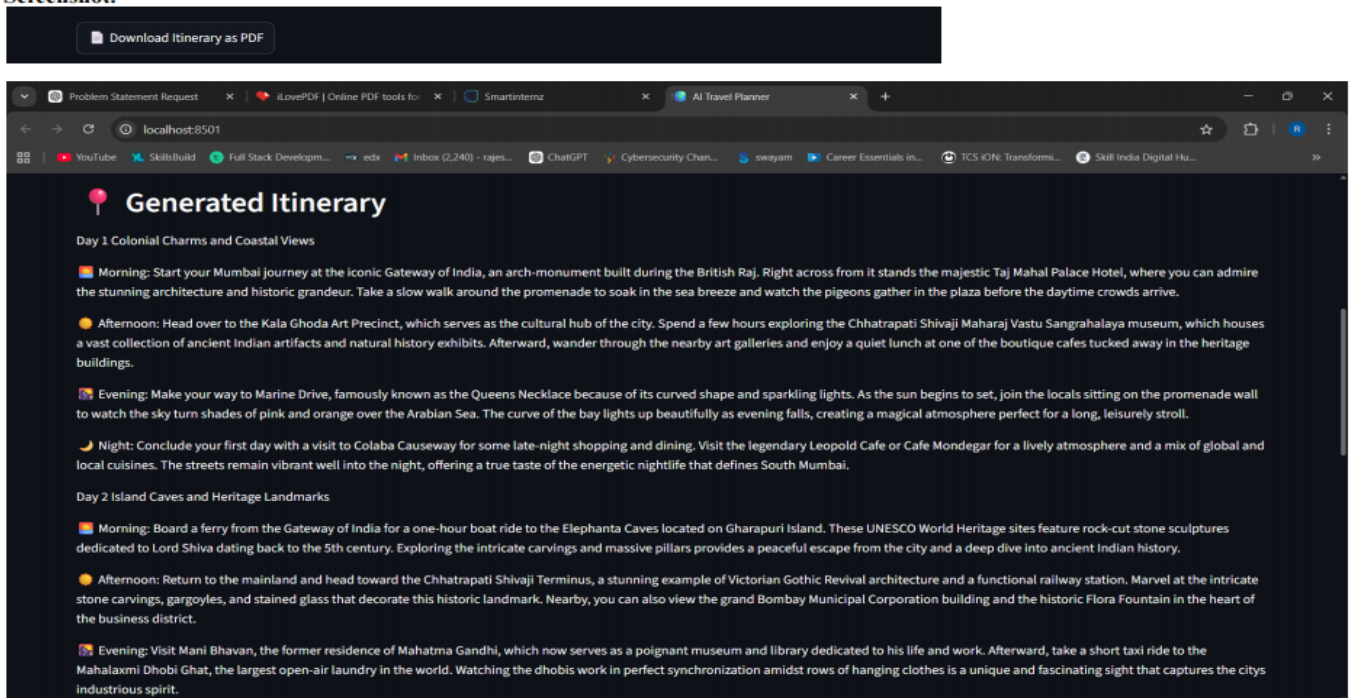 Screenshot:
Download Itinerary as PDF
Problem Statement Request
iLovePDF | Online PDF tools for
Smartinternz
AI Travel Planner
localhost:8501
YouTube
SkillsBuild
Full Stack Developm...
edx
Inbox (2,240) - rajes...
ChatGPT
Cybersecurity Chan...
swayam
Career Essentials in...
TCS iON: Transformi...
Skill India Digital Hu...
R
Generated Itinerary
Day 1 Colonial Charms and Coastal Views
Morning: Start your Mumbai journey at the iconic Gateway of India, an arch-monument built during the British Raj. Right across from it stands the majestic Taj Mahal Palace Hotel, where you can admire
the stunning architecture and historic grandeur. Take a slow walk around the promenade to soak in the sea breeze and watch the pigeons gather in the plaza before the daytime crowds arrive.
Afternoon: Head over to the Kala Ghoda Art Precinct, which serves as the cultural hub of the city. Spend a few hours exploring the Chhatrapati Shivaji Maharaj Vastu Sangrahalaya museum, which houses
a vast collection of ancient Indian artifacts and natural history exhibits. Afterward, wander through the nearby art galleries and enjoy a quiet lunch at one of the boutique cafes tucked away in the heritage
buildings.
Evening: Make your way to Marine Drive, famously known as the Queens Necklace because of its curved shape and sparkling lights. As the sun begins to set, join the locals sitting on the promenade wall
to watch the sky turn shades of pink and orange over the Arabian Sea. The curve of the bay lights up beautifully as evening falls, creating a magical atmosphere perfect for a long, leisurely stroll.
Night: Conclude your first day with a visit to Colaba Causeway for some late-night shopping and dining. Visit the legendary Leopold Cafe or Cafe Mondegar for a lively atmosphere and a mix of global and
local cuisines. The streets remain vibrant well into the night, offering a true taste of the energetic nightlife that defines South Mumbai.
Day 2 Island Caves and Heritage Landmarks
Morning: Board a ferry from the Gateway of India for a one-hour boat ride to the Elephanta Caves located on Gharapuri Island. These UNESCO World Heritage sites feature rock-cut stone sculptures
dedicated to Lord Shiva dating back to the 5th century. Exploring the intricate carvings and massive pillars provides a peaceful escape from the city and a deep dive into ancient Indian history.
Afternoon: Return to the mainland and head toward the Chhatrapati Shivaji Terminus, a stunning example of Victorian Gothic Revival architecture and a functional railway station. Marvel at the intricate
stone carvings, gargoyles, and stained glass that decorate this historic landmark. Nearby, you can also view the grand Bombay Municipal Corporation building and the historic Flora Fountain in the heart of
the business district.
Evening: Visit Mani Bhavan, the former residence of Mahatma Gandhi, which now serves as a poignant museum and library dedicated to his life and work. Afterward, take a short taxi ride to the
Mahalaxmi Dhobi Ghat, the largest open-air laundry in the world. Watching the dhobis work in perfect synchronization amidst rows of hanging clothes is a unique and fascinating sight that captures the citys
industrious spirit.